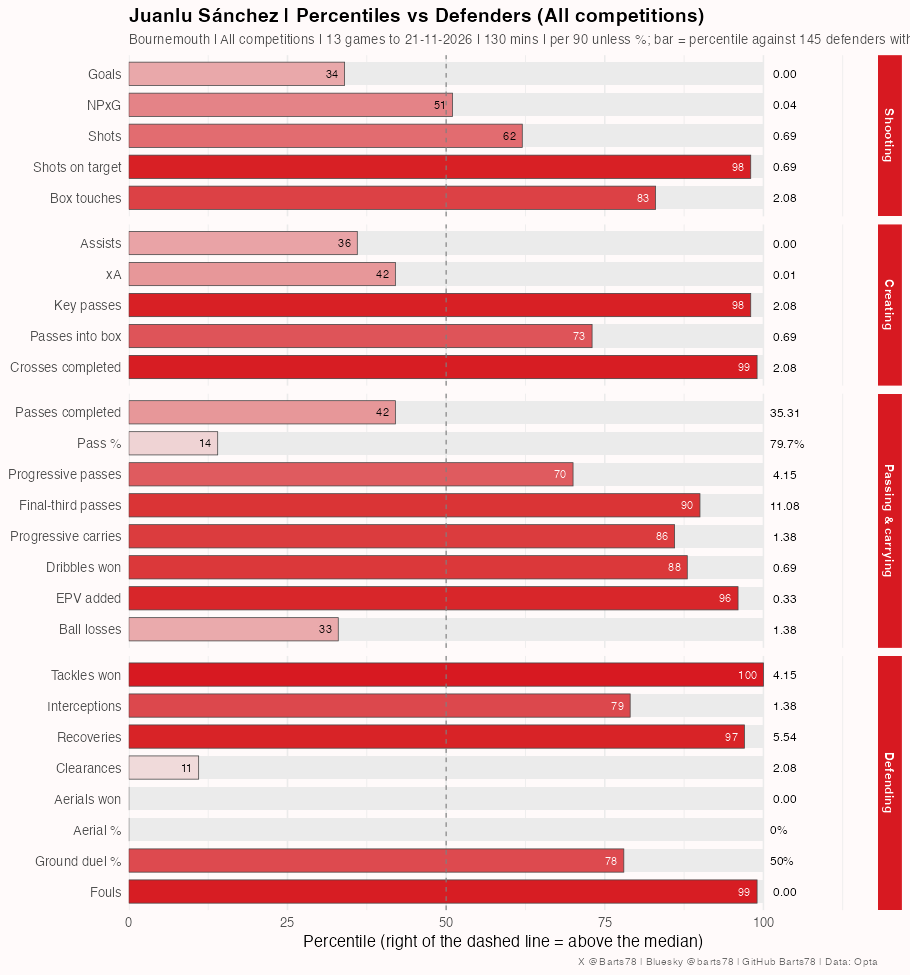 Juanlu Sánchez | Percentiles vs Defenders (All competitions)
Bournemouth | All competitions | 13 games to 21-11-2026 | 130 mins | per 90 unless %; bar = percentile against 145 defenders with
Goals 34 0.00
NPxG 51 0.04
Shots 62 0.69
Shots on target 98 0.69
Box touches 83 2.08
Shooting
Assists 36 0.00
xA 42 0.01
Key passes 98 2.08
Passes into box 73 0.69
Crosses completed 99 2.08
Creating
Passes completed 42 35.31
Pass % 14 79.7%
Progressive passes 70 4.15
Final-third passes 90 11.08
Progressive carries 86 1.38
Dribbles won 88 0.69
EPV added 96 0.33
Ball losses 33 1.38
Passing & carrying
Tackles won 100 4.15
Interceptions 79 1.38
Recoveries 97 5.54
Clearances 11 2.08
Aerials won 0.00
Aerial % 0%
Ground duel % 78 50%
Fouls 99 0.00
Defending
0 25 50 75 100
Percentile (right of the dashed line = above the median)
X @Barts78 | Bluesky @barts78 | GitHub Barts78 | Data: Opta